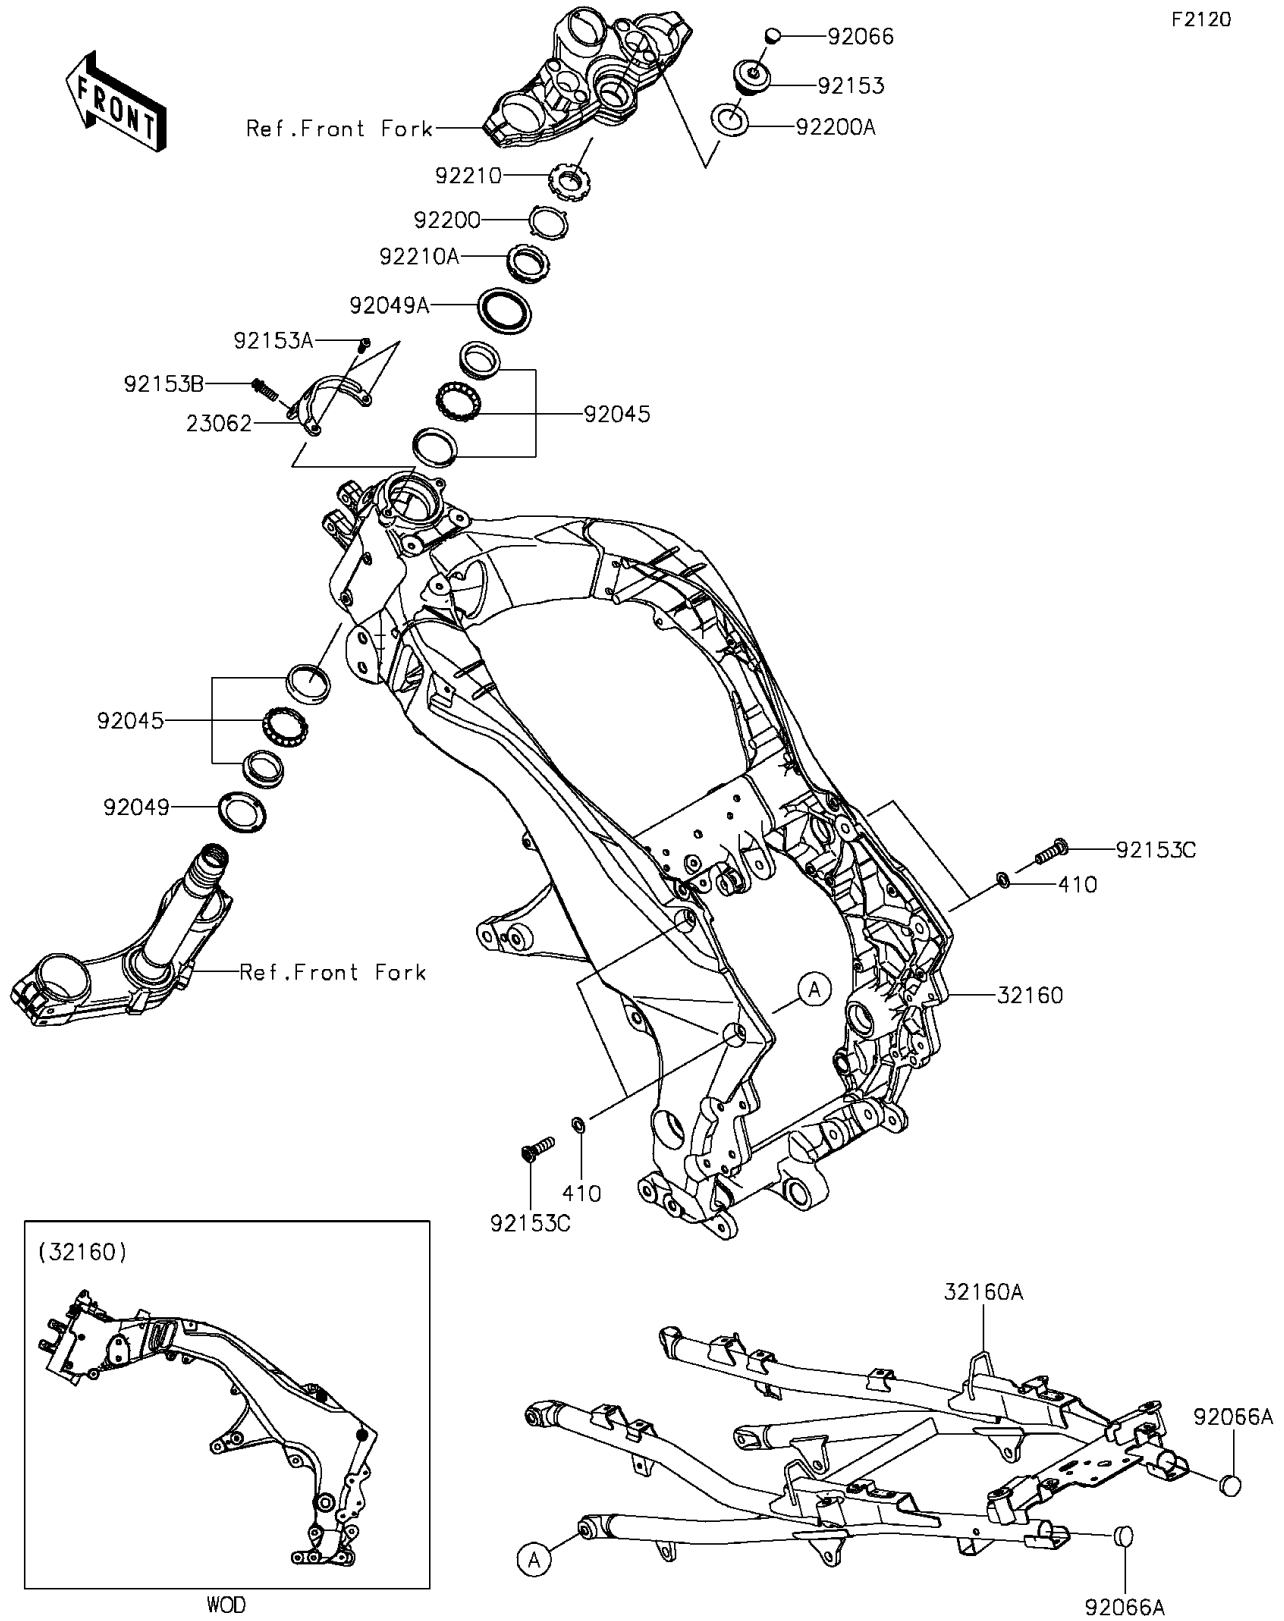 F2120
92066
92153
FRONT
Ref.Front Fork
92200A
92210
92200
92210A
92049A
92153A
92153B
23062
92045
92045
92049
92153C
410
Ref.Front Fork
A
32160
410
92153C
(32160)
32160A
92066A
A
WOD
92066A